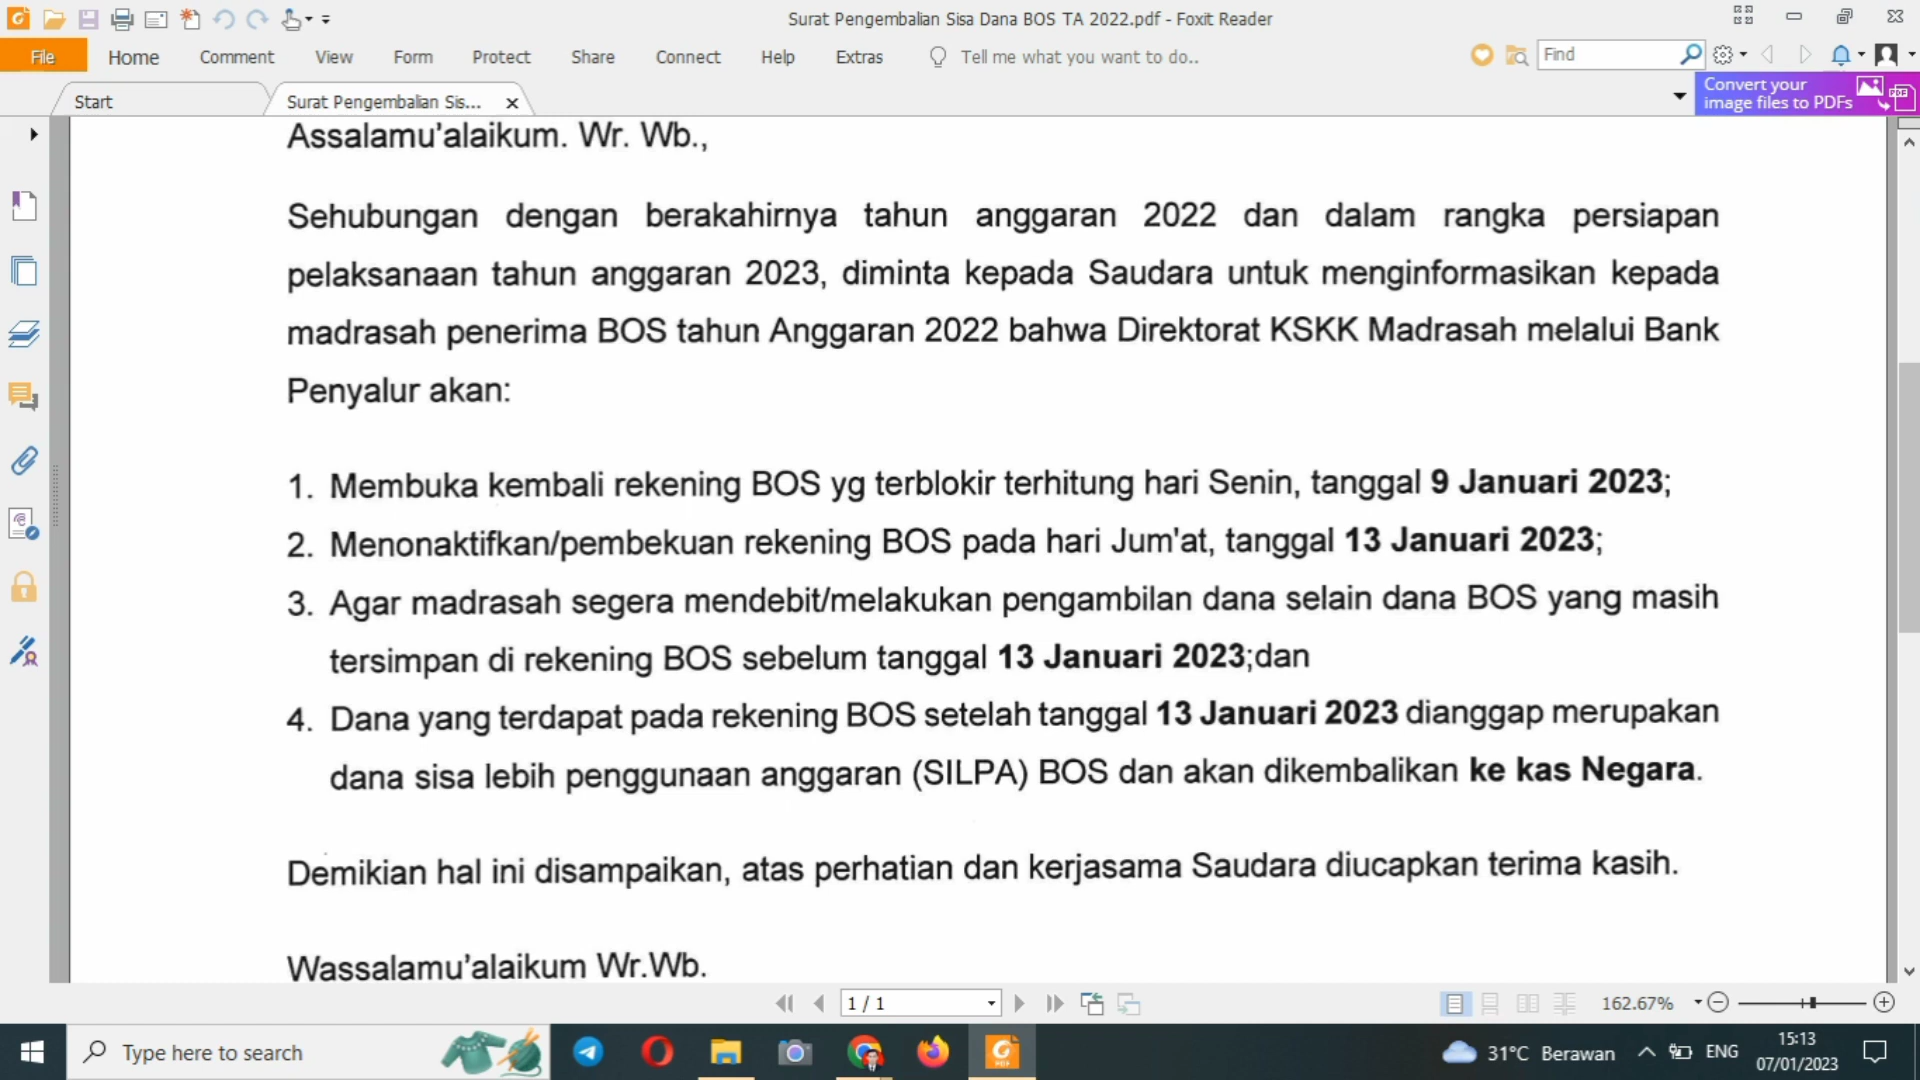 Surat Pengembalian Sisa Dana BOS TA 2022.pdf - Foxit Reader
File Home Comment View Form Protect Share Connect Help Extras Tell me what you want to do.. Find
Start Surat Pengembalian Sis...
Convert your
image files to PDFs
Assalamu'alaikum. Wr. Wb.,
Sehubungan dengan berakahirnya tahun anggaran 2022 dan dalam rangka persiapan
pelaksanaan tahun anggaran 2023, diminta kepada Saudara untuk menginformasikan kepada
madrasah penerima BOS tahun Anggaran 2022 bahwa Direktorat KSKK Madrasah melalui Bank
Penyalur akan:
1. Membuka kembali rekening BOS yg terblokir terhitung hari Senin, tanggal 9 Januari 2023;
2. Menonaktifkan/pembekuan rekening BOS pada hari Jum'at, tanggal 13 Januari 2023;
3. Agar madrasah segera mendebit/melakukan pengambilan dana selain dana BOS yang masih
tersimpan di rekening BOS sebelum tanggal 13 Januari 2023;dan
4. Dana yang terdapat pada rekening BOS setelah tanggal 13 Januari 2023 dianggap merupakan
dana sisa lebih penggunaan anggaran (SILPA) BOS dan akan dikembalikan ke kas Negara.
Demikian hal ini disampaikan, atas perhatian dan kerjasama Saudara diucapkan terima kasih.
Wassalamu'alaikum Wr.Wb.
1 / 1 162.67%
Type here to search 31°C Berawan ENG 15:13
07/01/2023